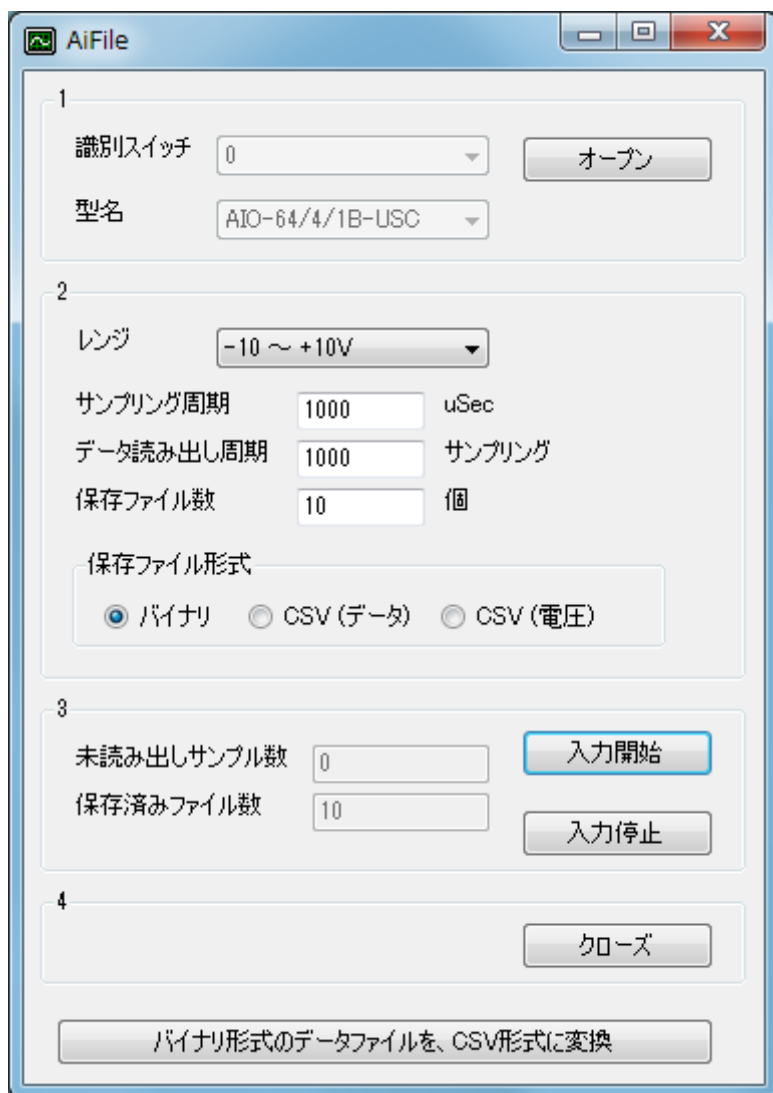 AiFile
1
識別スイッチ 0 オープン
型名 AIO-64/4/1B-USC
2
レンジ -10 ～ +10V
サンプリング周期 1000 uSec
データ読み出し周期 1000 サンプリング
保存ファイル数 10 個
保存ファイル形式
バイナリ CSV (データ) CSV (電圧)
3
未読み出しサンプル数 0 入力開始
保存済みファイル数 10
入力停止
4
クローズ
バイナリ形式のデータファイルを、CSV形式に変換